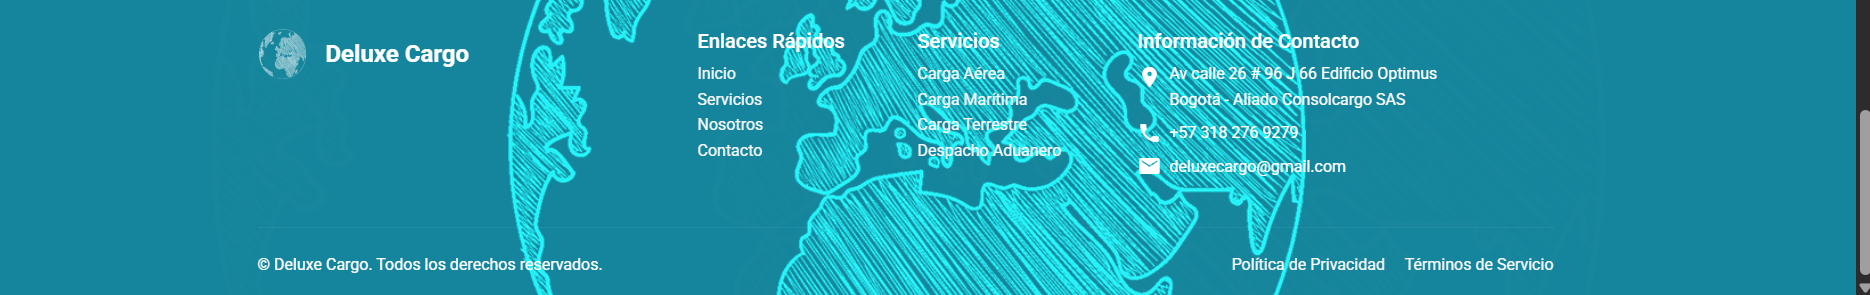 Deluxe Cargo
Enlaces Rápidos
Inicio
Servicios
Nosotros
Contacto
Servicios
Carga Aérea
Carga Marítima
Carga Terrestre
Despacho Aduanero
Información de Contacto
Av calle 26 # 96 J 66 Edificio Optimus
Bogotá - Aliado Consolcargo SAS
+57 318 276 9279
deluxecargo@gmail.com
© Deluxe Cargo. Todos los derechos reservados.
Política de Privacidad
Términos de Servicio